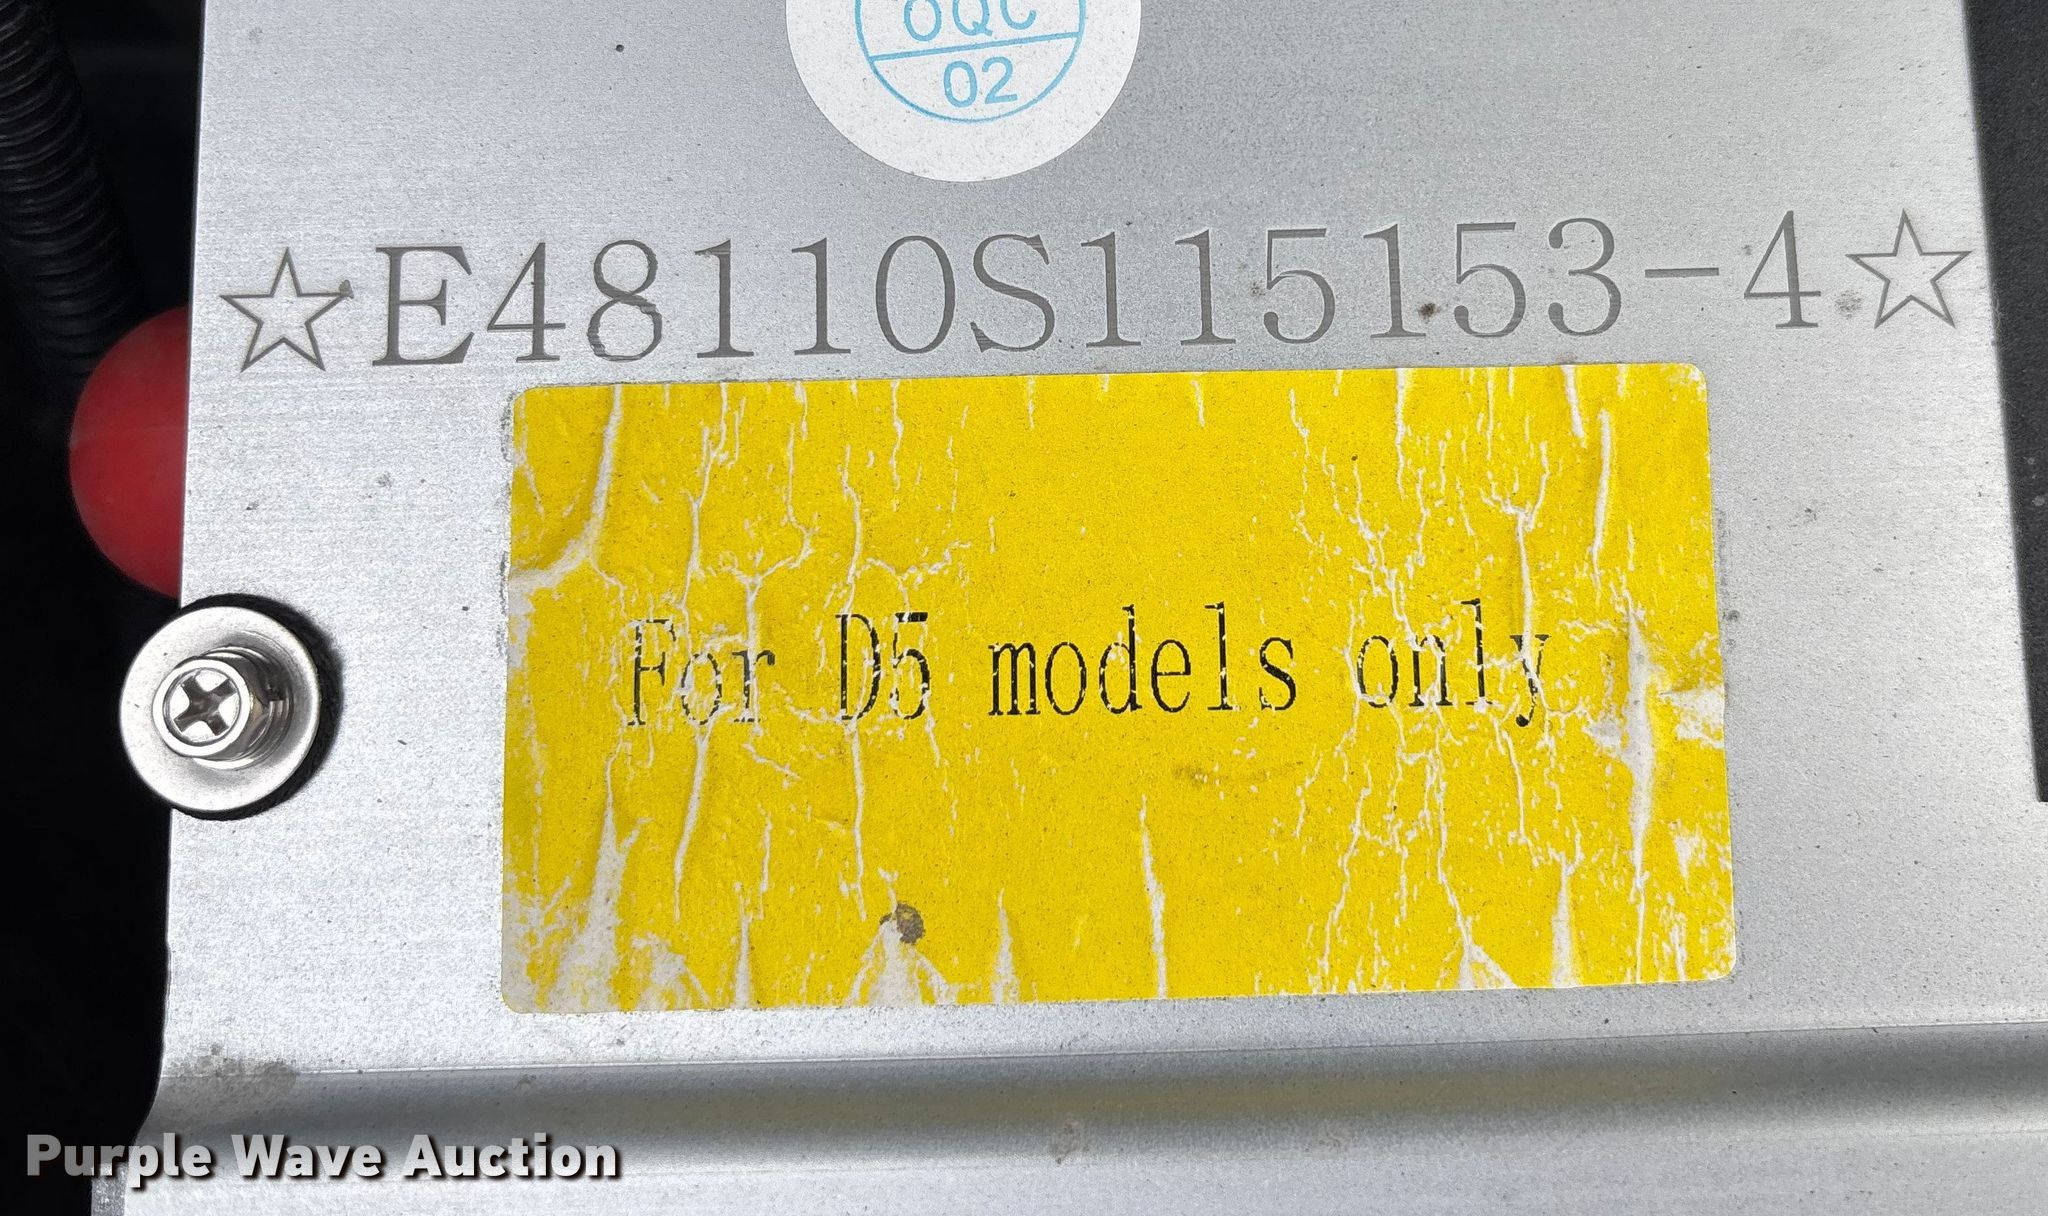 OQC
02
☆E48110S115153-4☆
For D5 models only
Purple Wave Auction